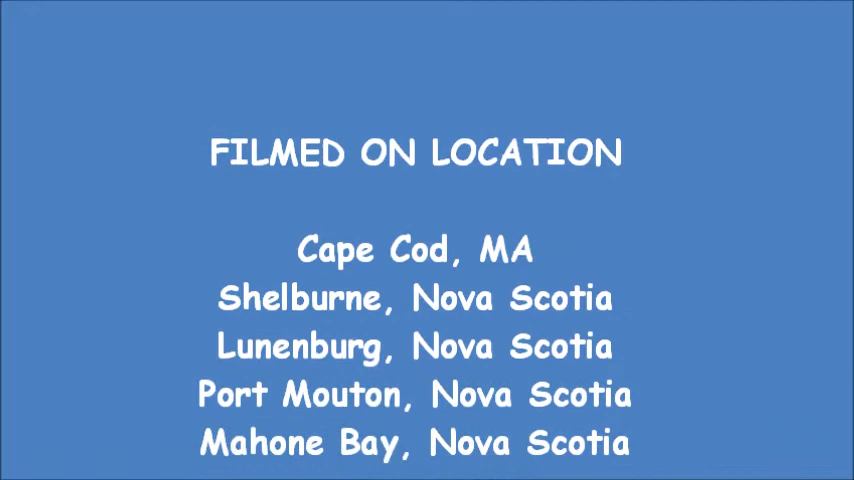 FILMED ON LOCATION
Cape Cod, MA
Shelburne, Nova Scotia
Lunenburg, Nova Scotia
Port Mouton, Nova Scotia
Mahone Bay, Nova Scotia